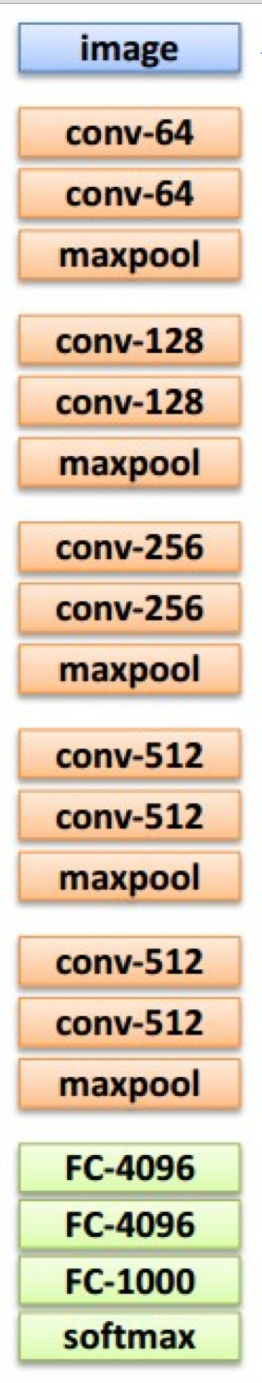 image
conv-64
conv-64
maxpool
conv-128
conv-128
maxpool
conv-256
conv-256
maxpool
conv-512
conv-512
maxpool
conv-512
conv-512
maxpool
FC-4096
FC-4096
FC-1000
softmax